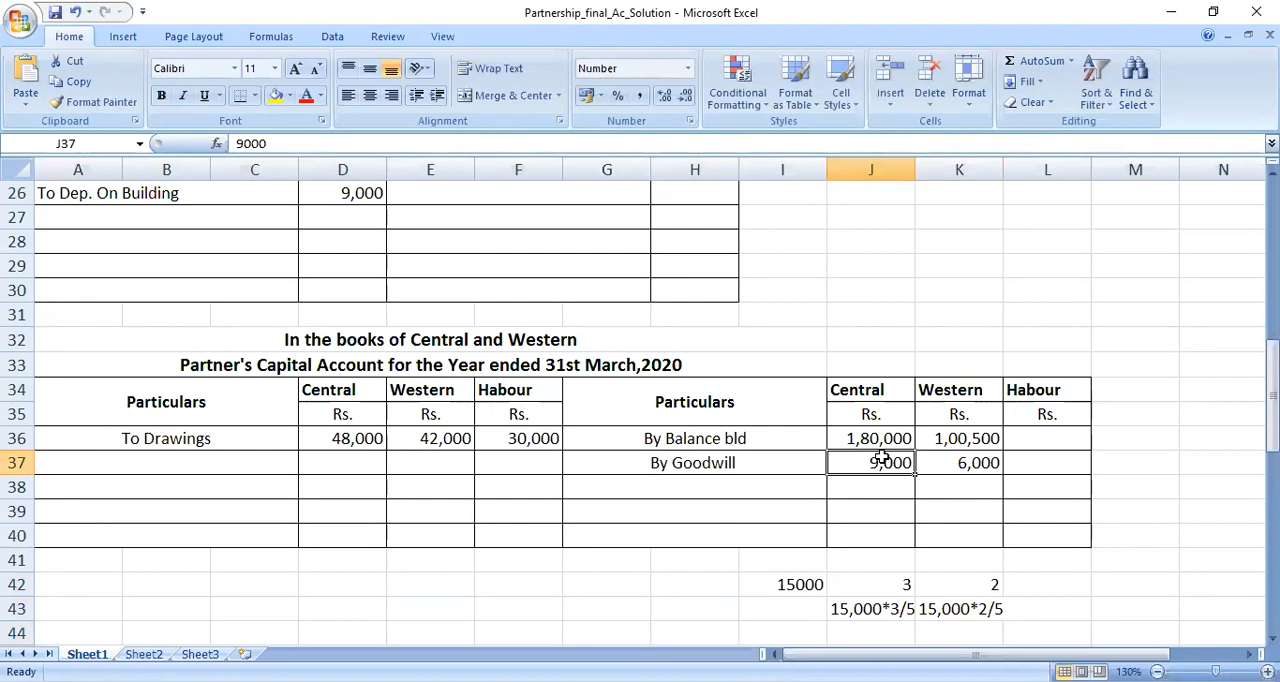 Partnership_final_Ac_Solution - Microsoft Excel
Home Insert Page Layout Formulas Data Review View
Paste Cut Copy Format Painter Clipboard
Calibri 11 A A B I U A Font
Wrap Text Merge & Center Alignment
Number % , Number
Conditional Formatting Format as Table Cell Styles Styles
Insert Delete Format Cells
Σ AutoSum Fill Clear Sort & Filter Find & Select Editing
J37 fx 9000
A B C D E F G H I J K L M N
26 To Dep. On Building 9,000
27
28
29
30
31
32 In the books of Central and Western
33 Partner's Capital Account for the Year ended 31st March,2020
34 Particulars Central Western Habour Particulars Central Western Habour
35 Rs. Rs. Rs. Rs. Rs. Rs.
36 To Drawings 48,000 42,000 30,000 By Balance bld 1,80,000 1,00,500
37 By Goodwill 9,000 6,000
38
39
40
41
42 15000 3 2
43 15,000*3/5 15,000*2/5
44
Sheet1 Sheet2 Sheet3
Ready 130%